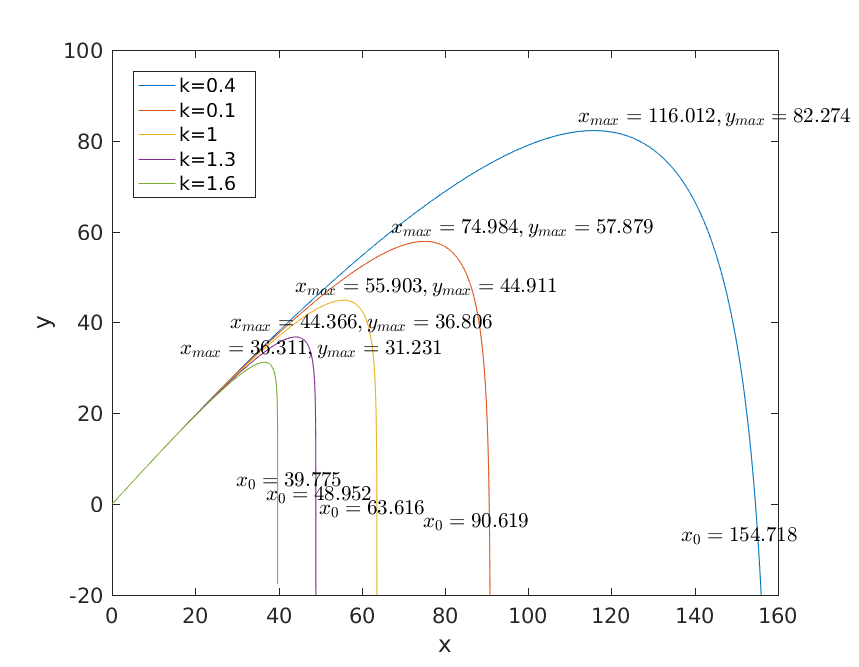 100
80
60
40
20
0
-20
y
k=0.4
k=0.1
k=1
k=1.3
k=1.6
x_max = 116.012, y_max = 82.274
x_max = 74.984, y_max = 57.879
x_max = 55.903, y_max = 44.911
x_max = 44.366, y_max = 36.806
x_max = 36.311, y_max = 31.231
x_0 = 39.775
x_0 = 48.952
x_0 = 63.616
x_0 = 90.619
x_0 = 154.718
0 20 40 60 80 100 120 140 160
x